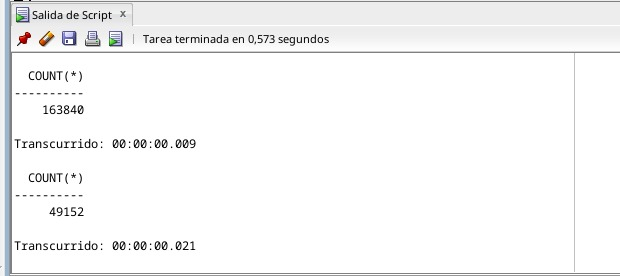 Salida de Script x
Tarea terminada en 0,573 segundos
COUNT(*)
----------
163840
Transcurrido: 00:00:00.009
COUNT(*)
----------
49152
Transcurrido: 00:00:00.021